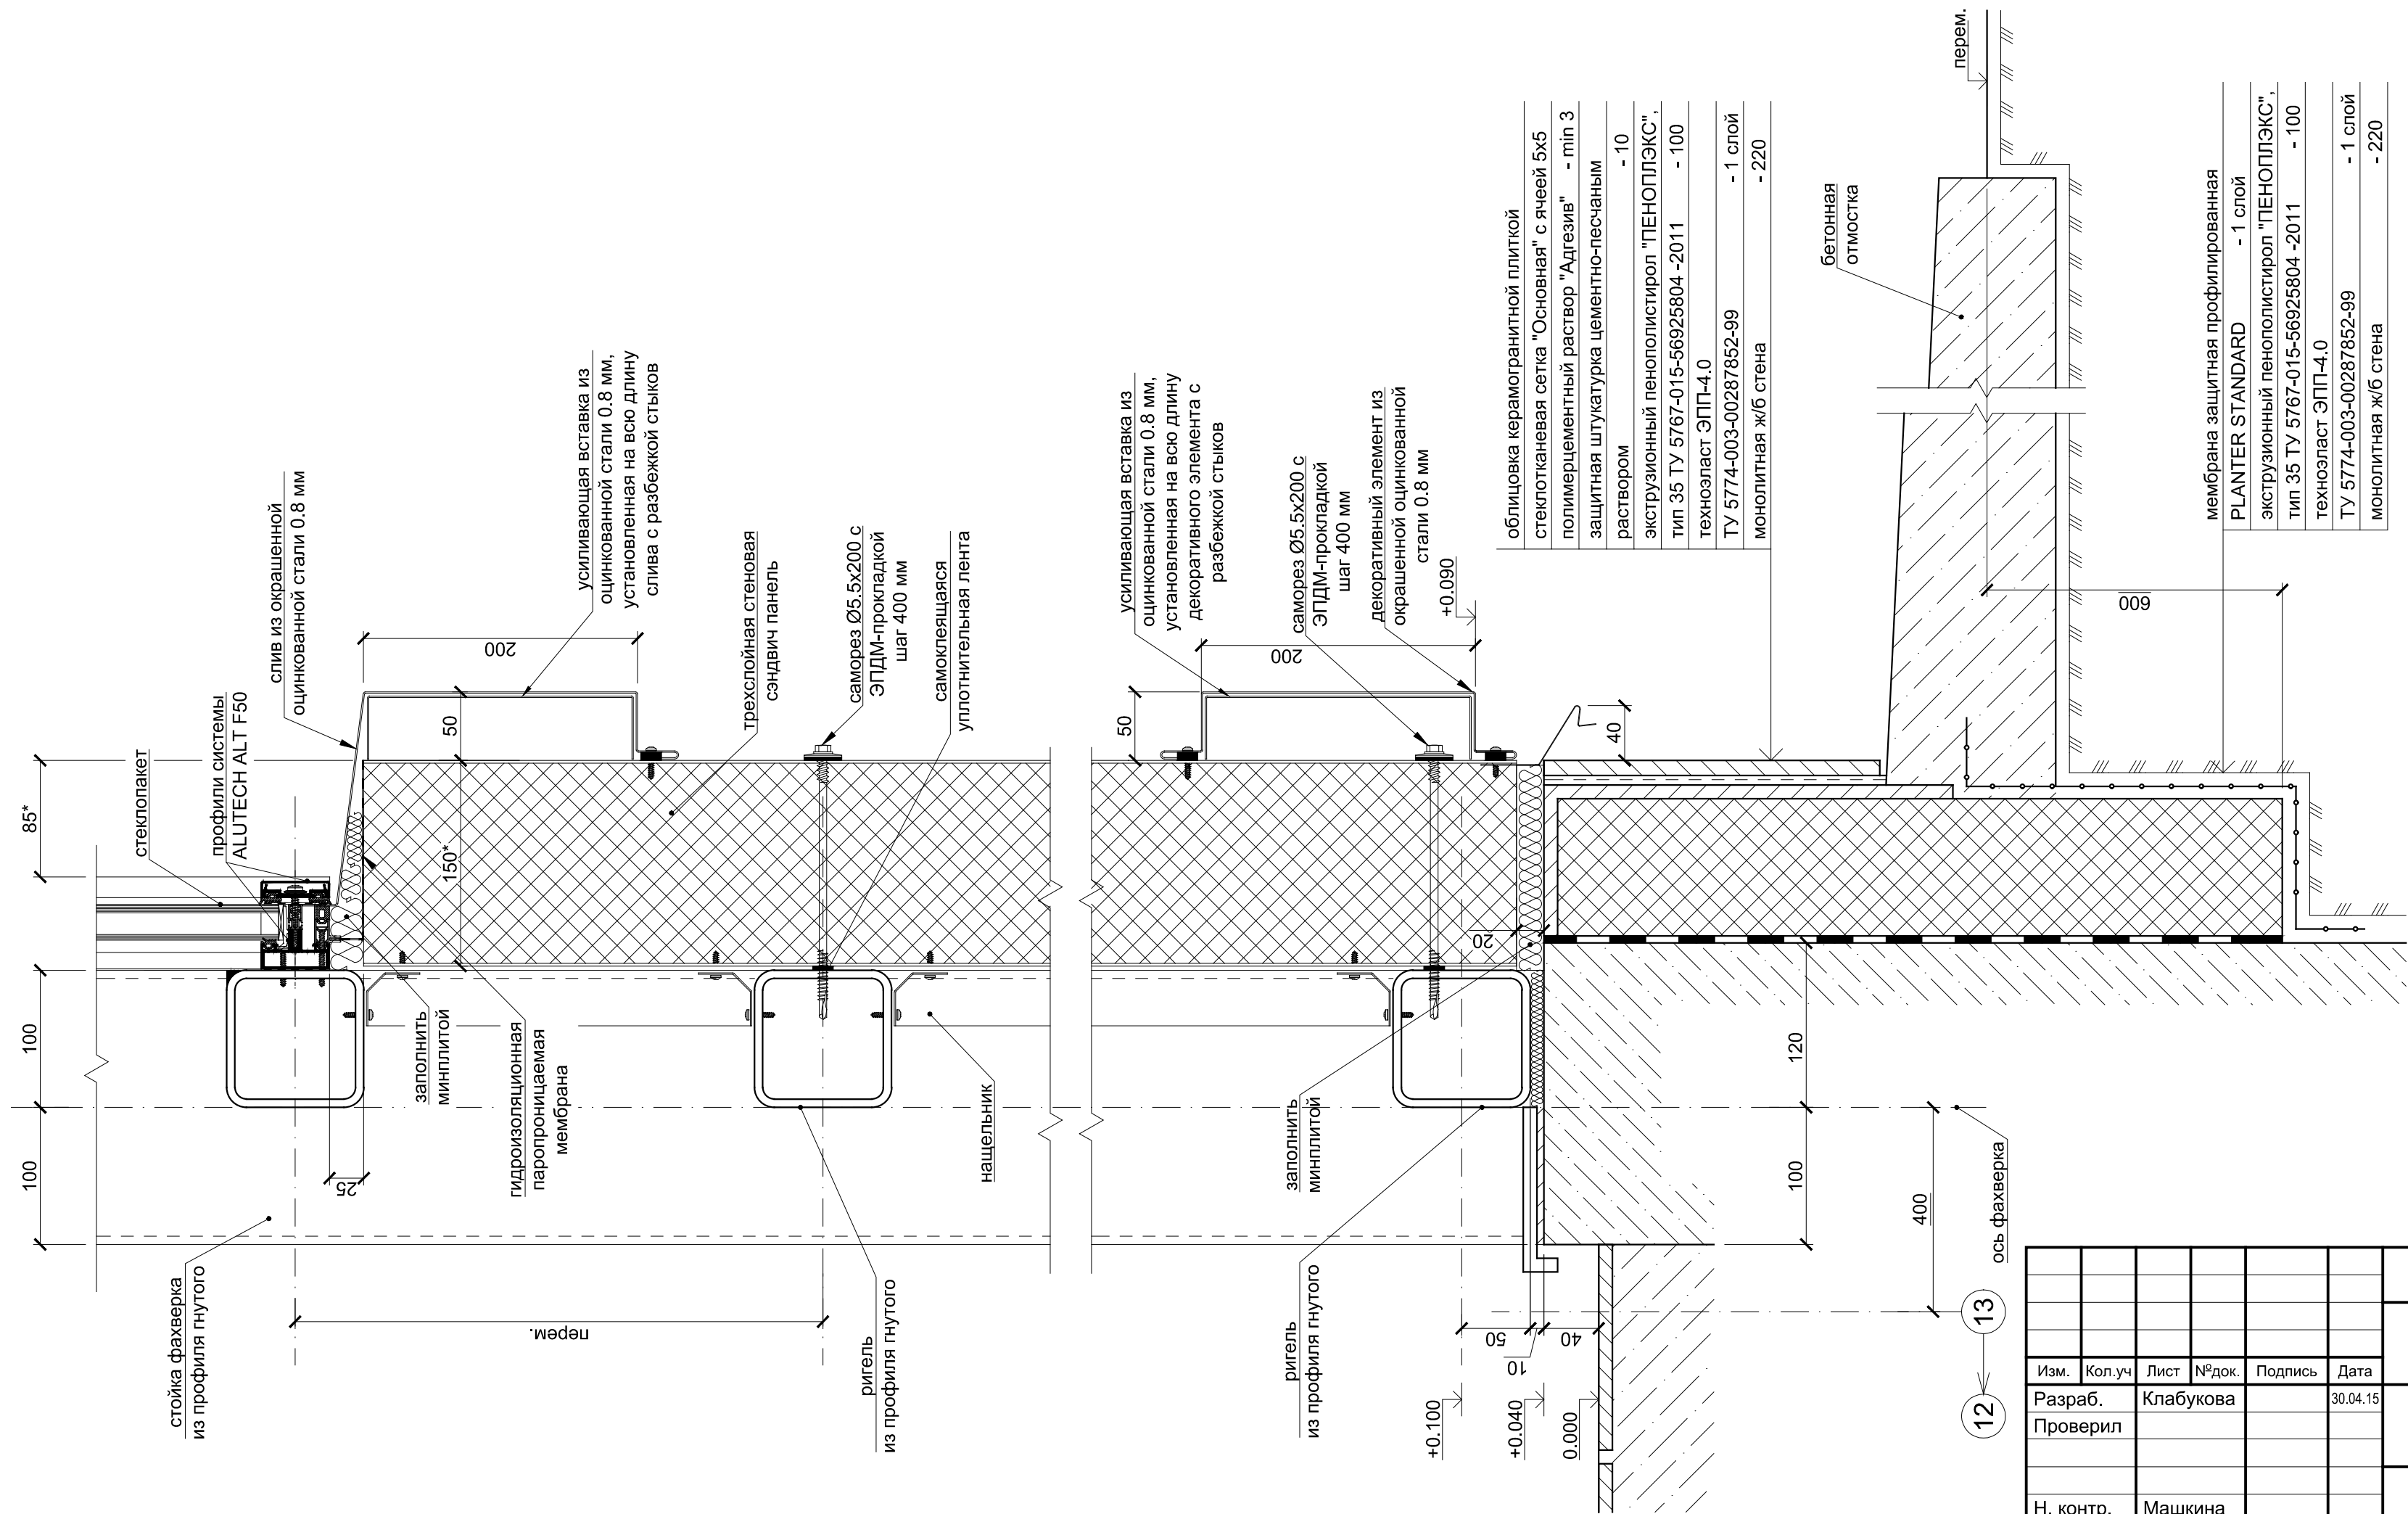 слив из окрашенной
оцинкованной стали 0.8 мм
профили системы
ALUTECH ALT F50
стеклопакет
усиливающая вставка из
оцинкованной стали 0.8 мм,
установленная на всю длину
слива с разбежкой стыков
трехслойная стеновая
сэндвич панель
саморез Ø5.5x200 с
ЭПДМ-прокладкой
шаг 400 мм
самоклеящаяся
уплотнительная лента
усиливающая вставка из
оцинкованной стали 0.8 мм,
установленная на всю длину
декоративного элемента с
разбежкой стыков
саморез Ø5.5x200 с
ЭПДМ-прокладкой
шаг 400 мм
декоративный элемент из
окрашенной оцинкованной
стали 0.8 мм
+0.090
облицовка керамогранитной плиткой
стеклотканевая сетка "Основная" с ячеей 5x5
полимерцементный раствор "Адгезив" - min 3
защитная штукатурка цементно-песчаным
раствором - 10
экструзионный пенополистирол "ПЕНОПЛЭКС",
тип 35 ТУ 5767-015-56925804 -2011 - 100
техноэласт ЭПП-4.0
ТУ 5774-003-00287852-99 - 1 слой
монолитная ж/б стена - 220
бетонная
отмостка
перем.
мембрана защитная профилированная
PLANTER STANDARD - 1 слой
экструзионный пенополистирол "ПЕНОПЛЭКС",
тип 35 ТУ 5767-015-56925804 -2011 - 100
техноэласт ЭПП-4.0
ТУ 5774-003-00287852-99 - 1 слой
монолитная ж/б стена - 220
85*
100
100
200
50
150*
25
50
200
40
20
600
120
100
400
50
10
40
перем.
заполнить
минплитой
гидроизоляционная
паропроницаемая
мембрана
нащельник
заполнить
минплитой
стойка фахверка
из профиля гнутого
ригель
из профиля гнутого
ригель
из профиля гнутого
+0.100
+0.040
0.000
ось фахверка
13
12
Изм. Кол.уч Лист №док. Подпись Дата
Разраб. Клабукова 30.04.15
Проверил
Н. контр. Машкина